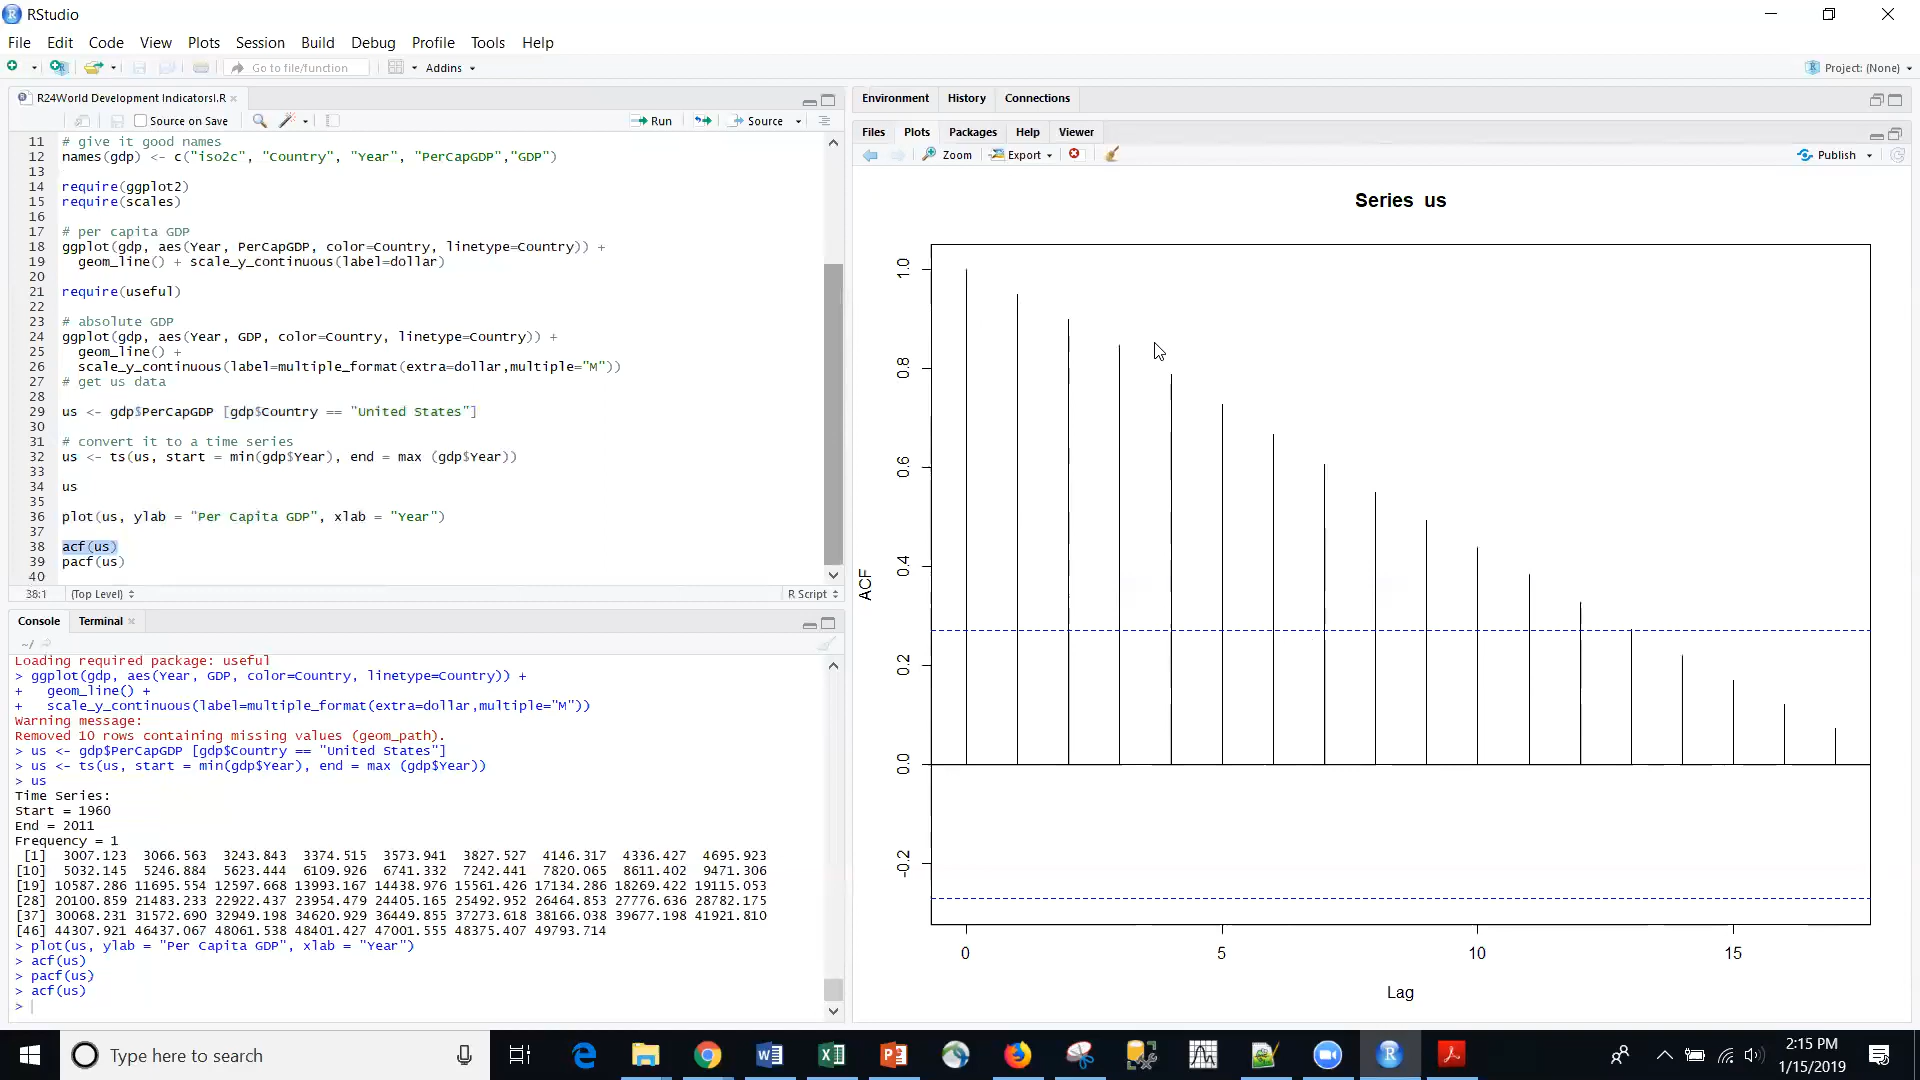 RStudio
File Edit Code View Plots Session Build Debug Profile Tools Help
Go to file/function Addins Project: (None)
R24World Development Indicatorsl.R
Source on Save Run Source
11 # give it good names
12 names(gdp) <- c("iso2c", "Country", "Year", "PerCapGDP","GDP")
13
14 require(ggplot2)
15 require(scales)
16
17 # per capita GDP
18 ggplot(gdp, aes(Year, PerCapGDP, color=Country, linetype=Country)) +
19 geom_line() + scale_y_continuous(label=dollar)
20
21 require(useful)
22
23 # absolute GDP
24 ggplot(gdp, aes(Year, GDP, color=Country, linetype=Country)) +
25 geom_line() +
26 scale_y_continuous(label=multiple_format(extra=dollar,multiple="M"))
27 # get us data
28
29 us <- gdp$PerCapGDP [gdp$Country == "United States"]
30
31 # convert it to a time series
32 us <- ts(us, start = min(gdp$Year), end = max (gdp$Year))
33
34 us
35
36 plot(us, ylab = "Per Capita GDP", xlab = "Year")
37
38 acf(us)
39 pacf(us)
40
38:1 (Top Level) R Script
Console Terminal
~/
Loading required package: useful
> ggplot(gdp, aes(Year, GDP, color=Country, linetype=Country)) +
+ geom_line() +
+ scale_y_continuous(label=multiple_format(extra=dollar,multiple="M"))
Warning message:
Removed 10 rows containing missing values (geom_path).
> us <- gdp$PerCapGDP [gdp$Country == "United States"]
> us <- ts(us, start = min(gdp$Year), end = max (gdp$Year))
> us
Time Series:
Start = 1960
End = 2011
Frequency = 1
[1] 3007.123 3066.563 3243.843 3374.515 3573.941 3827.527 4146.317 4336.427 4695.923
[10] 5032.145 5246.884 5623.444 6109.926 6741.332 7242.441 7820.065 8611.402 9471.306
[19] 10587.286 11695.554 12597.668 13993.167 14438.976 15561.426 17134.286 18269.422 19115.053
[28] 20100.859 21483.233 22922.437 23954.479 24405.165 25492.952 26464.853 27776.636 28782.175
[37] 30068.231 31572.690 32949.198 34620.929 36449.855 37273.618 38166.038 39677.198 41921.810
[46] 44307.921 46437.067 48061.538 48401.427 47001.555 48375.407 49793.714
> plot(us, ylab = "Per Capita GDP", xlab = "Year")
> acf(us)
> pacf(us)
> acf(us)
>
Environment History Connections
Files Plots Packages Help Viewer
Zoom Export Publish
Series us
1.0
0.8
0.6
0.4
0.2
0.0
-0.2
ACF
0 5 10 15
Lag
Type here to search
2:15 PM
1/15/2019